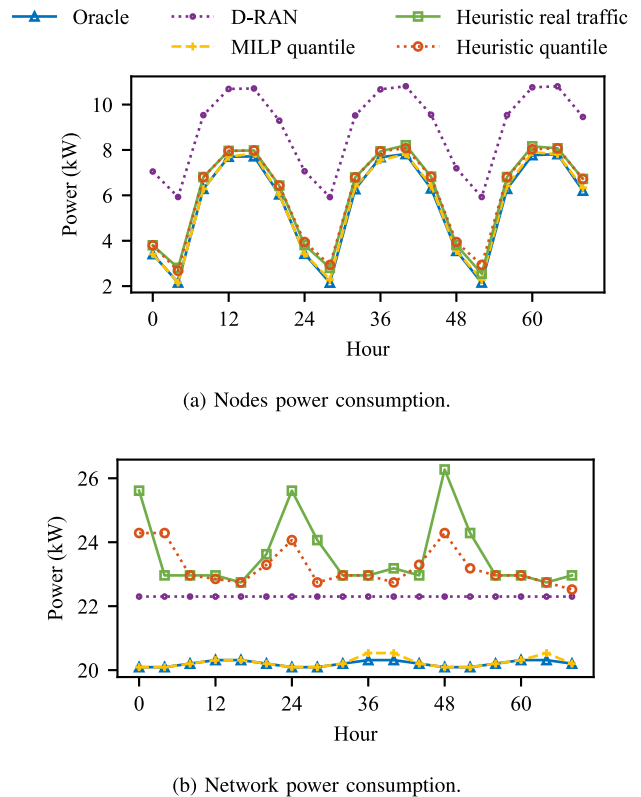 Oracle D-RAN Heuristic real traffic
MILP quantile Heuristic quantile
10
8
6
4
2
Power (kW)
0 12 24 36 48 60
Hour
(a) Nodes power consumption.
26
24
22
20
Power (kW)
0 12 24 36 48 60
Hour
(b) Network power consumption.